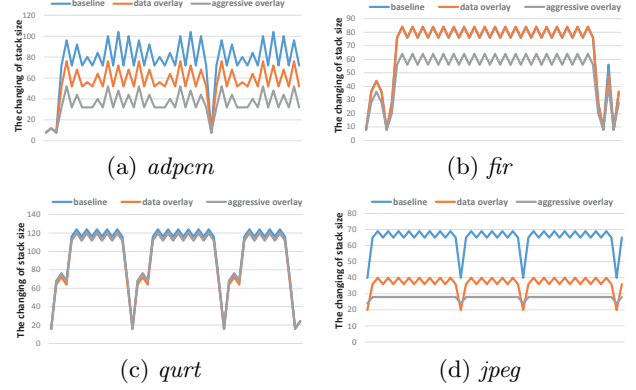 baseline data overlay aggressive overlay
The changing of stack size
120
100
80
60
40
20
0
(a) adpcm
baseline data overlay aggressive overlay
The changing of stack size
90
80
70
60
50
40
30
20
10
0
(b) fir
baseline data overlay aggressive overlay
The changing of stack size
140
120
100
80
60
40
20
0
(c) qurt
baseline data overlay aggressive overlay
The changing of stack size
80
70
60
50
40
30
20
10
0
(d) jpeg